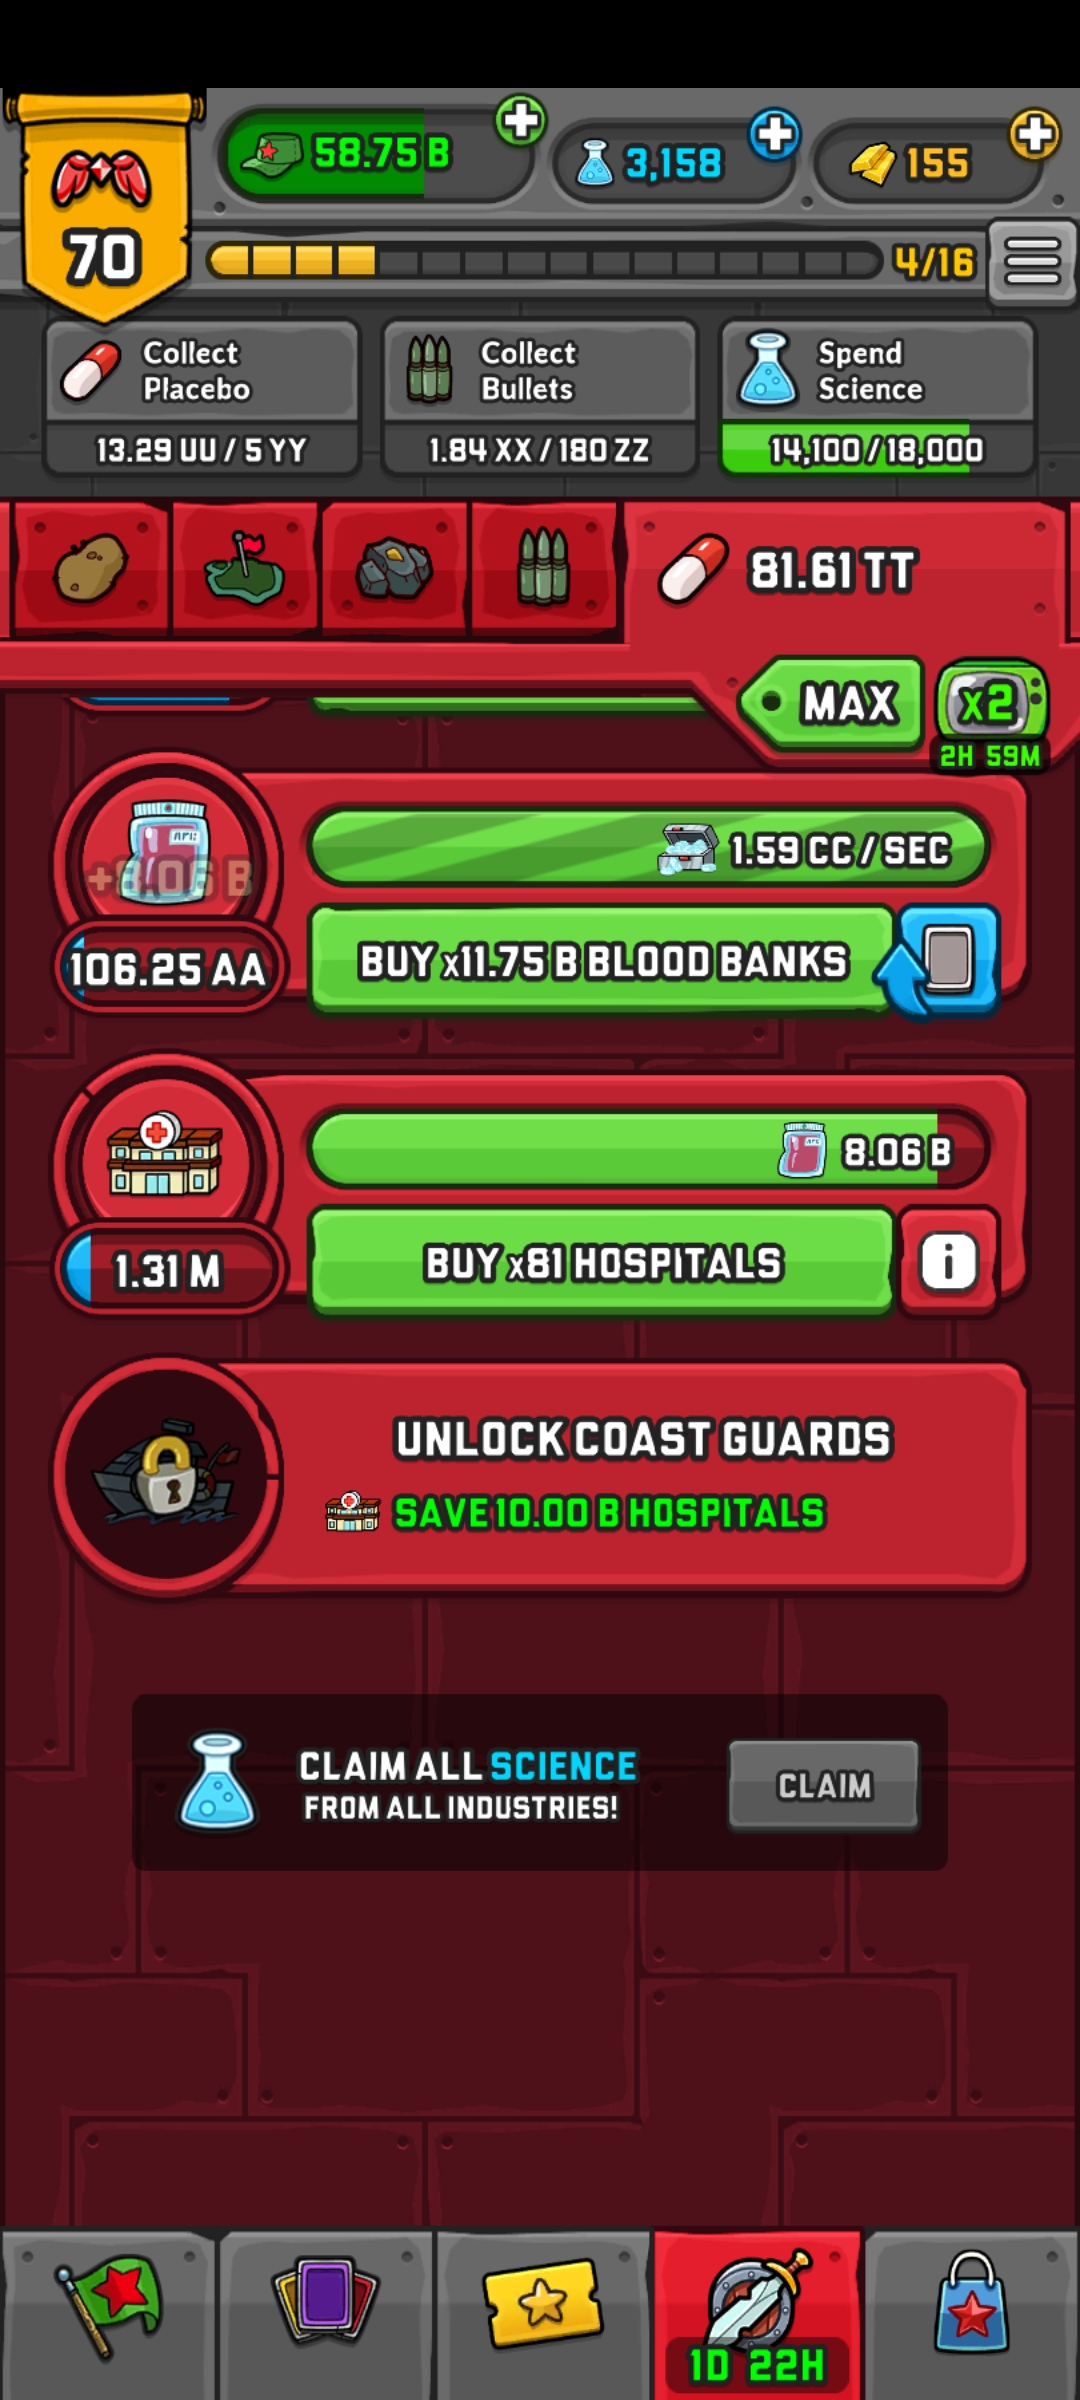 58.75 B
3,158
155
70
4/16
Collect
Placebo
13.29 UU / 5 YY
Collect
Bullets
1.84 XX / 180 ZZ
Spend
Science
14,100 / 18,000
81.61 TT
MAX
x2
2H 59M
+8.06 B
1.59 CC / SEC
106.25 AA
BUY x11.75 B BLOOD BANKS
8.06 B
1.31 M
BUY x81 HOSPITALS
i
UNLOCK COAST GUARDS
SAVE 10.00 B HOSPITALS
CLAIM ALL SCIENCE
FROM ALL INDUSTRIES!
CLAIM
1D 22H